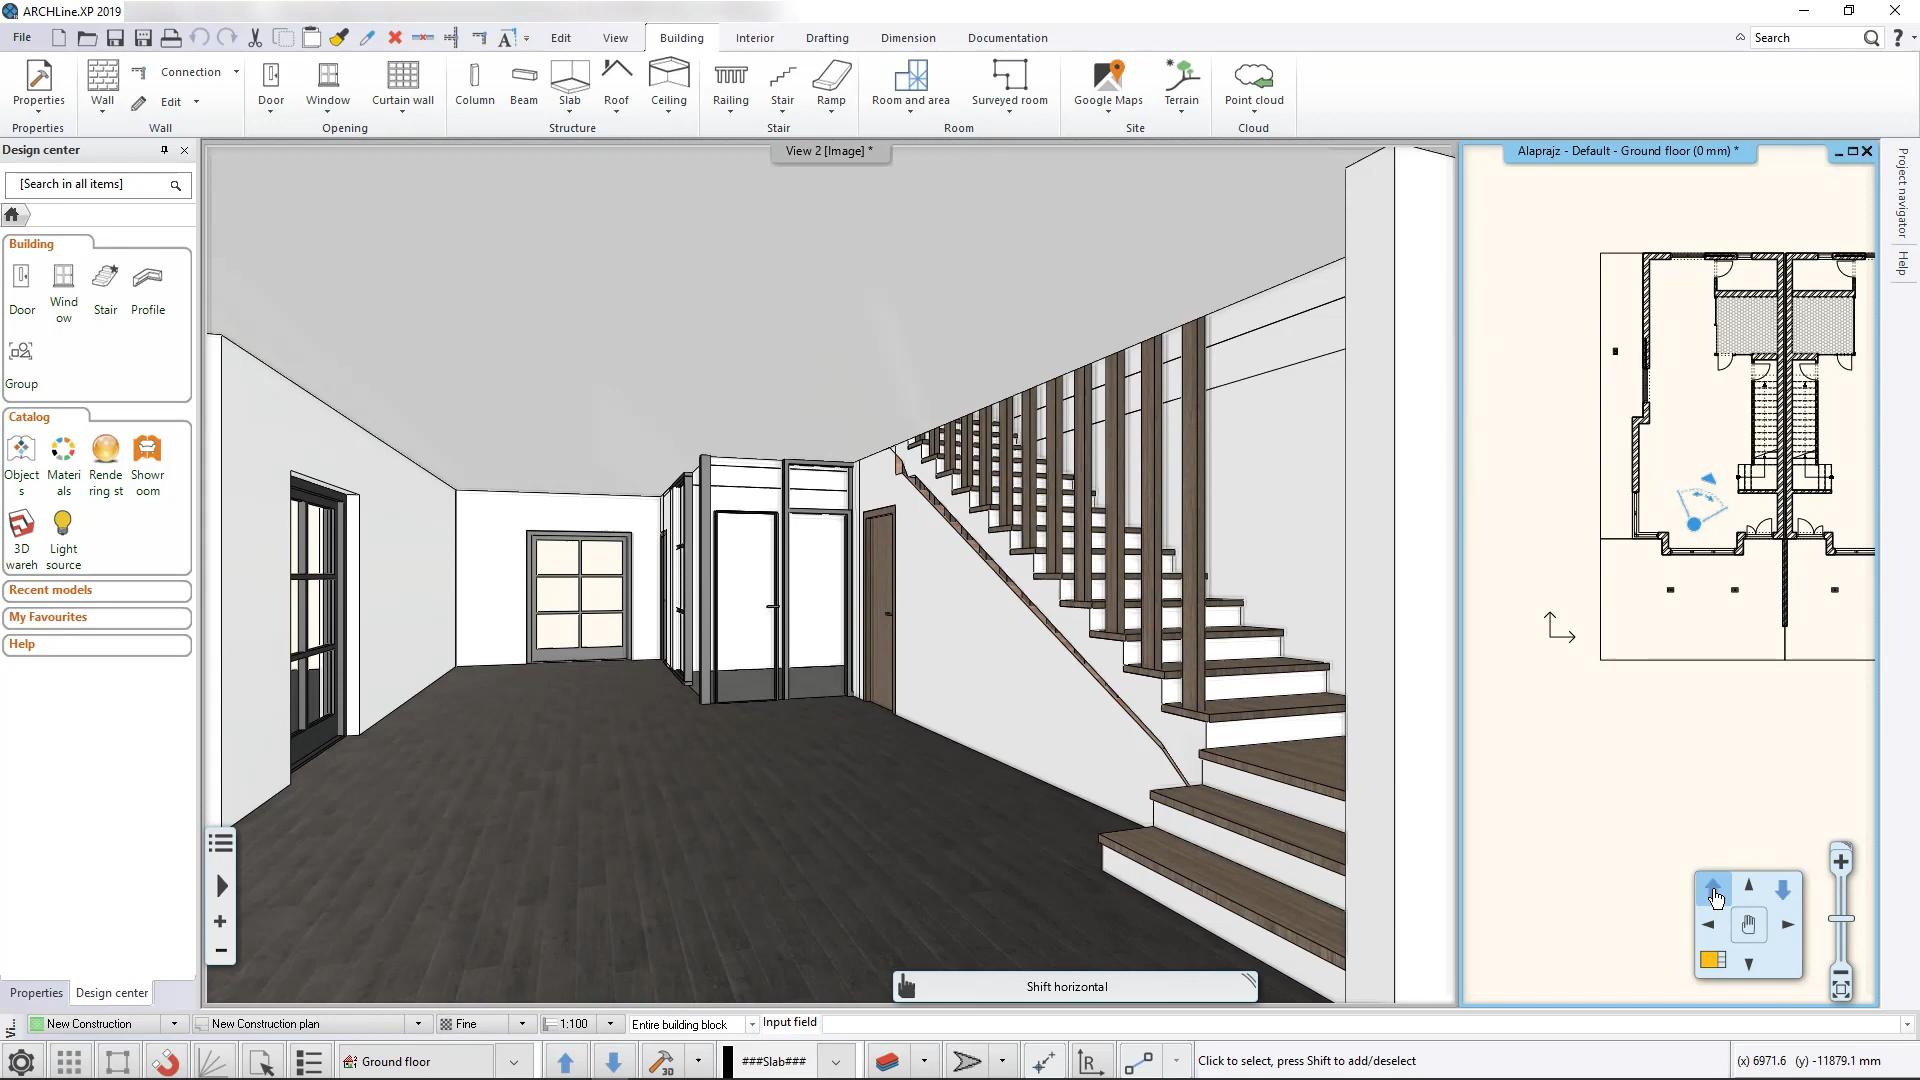 ARCHLine.XP 2019
File
Edit
View
Building
Interior
Drafting
Dimension
Documentation
Search
?
Properties
Wall
Connection
Edit
Door
Window
Curtain wall
Column
Beam
Slab
Roof
Ceiling
Railing
Stair
Ramp
Room and area
Surveyed room
Google Maps
Terrain
Point cloud
Properties
Wall
Opening
Structure
Stair
Room
Site
Cloud
Design center
[Search in all items]
Building
Door
Wind
ow
Stair
Profile
Group
Catalog
Object
s
Materi
als
Rende
ring st
Showr
oom
3D
wareh
Light
source
Recent models
My Favourites
Help
Properties
Design center
View 2 [Image] *
Shift horizontal
Alaprajz - Default - Ground floor (0 mm) *
Project navigator
Help
Vi...
New Construction
New Construction plan
Fine
1:100
Entire building block
Input field
Ground floor
3D
###Slab###
R
Click to select, press Shift to add/deselect
(x) 6971.6 (y) -11879.1 mm